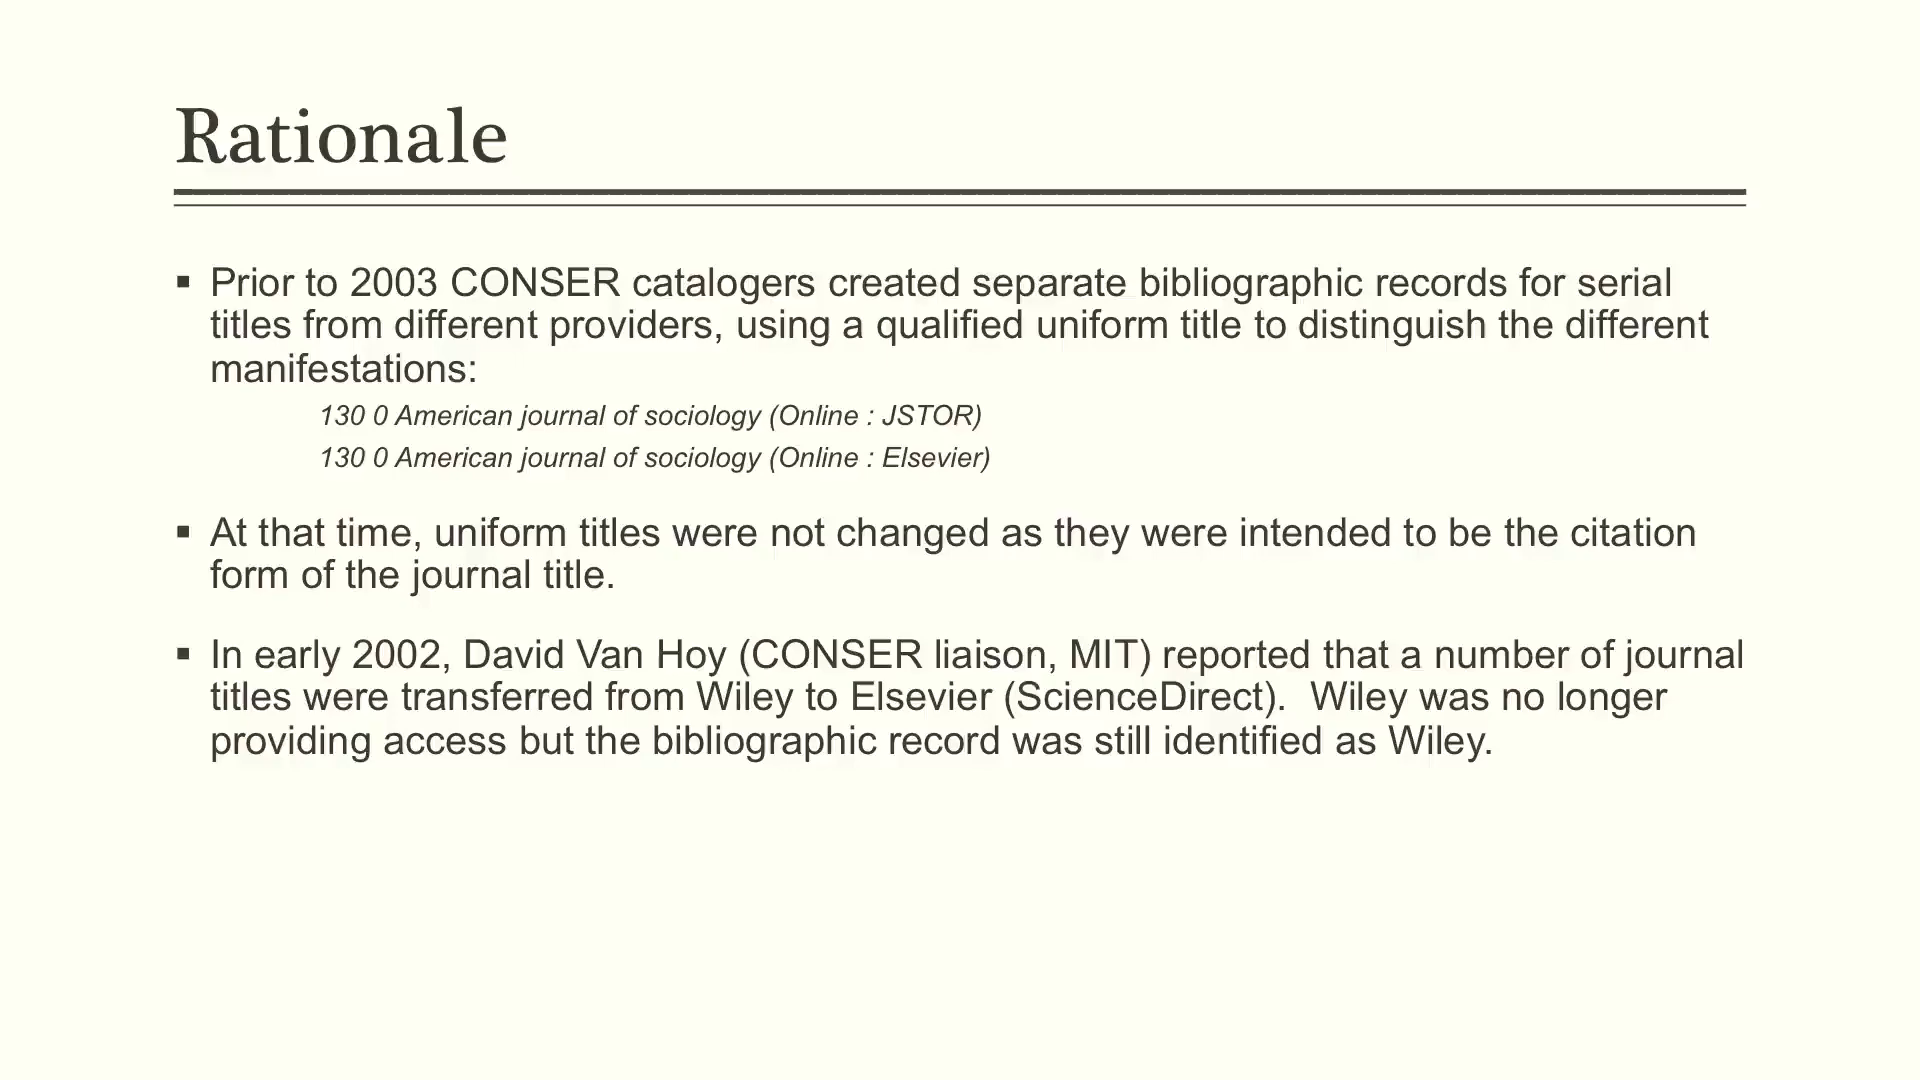 Rationale
▪ Prior to 2003 CONSER catalogers created separate bibliographic records for serial
titles from different providers, using a qualified uniform title to distinguish the different
manifestations:
130 0 American journal of sociology (Online : JSTOR)
130 0 American journal of sociology (Online : Elsevier)
▪ At that time, uniform titles were not changed as they were intended to be the citation
form of the journal title.
▪ In early 2002, David Van Hoy (CONSER liaison, MIT) reported that a number of journal
titles were transferred from Wiley to Elsevier (ScienceDirect).  Wiley was no longer
providing access but the bibliographic record was still identified as Wiley.